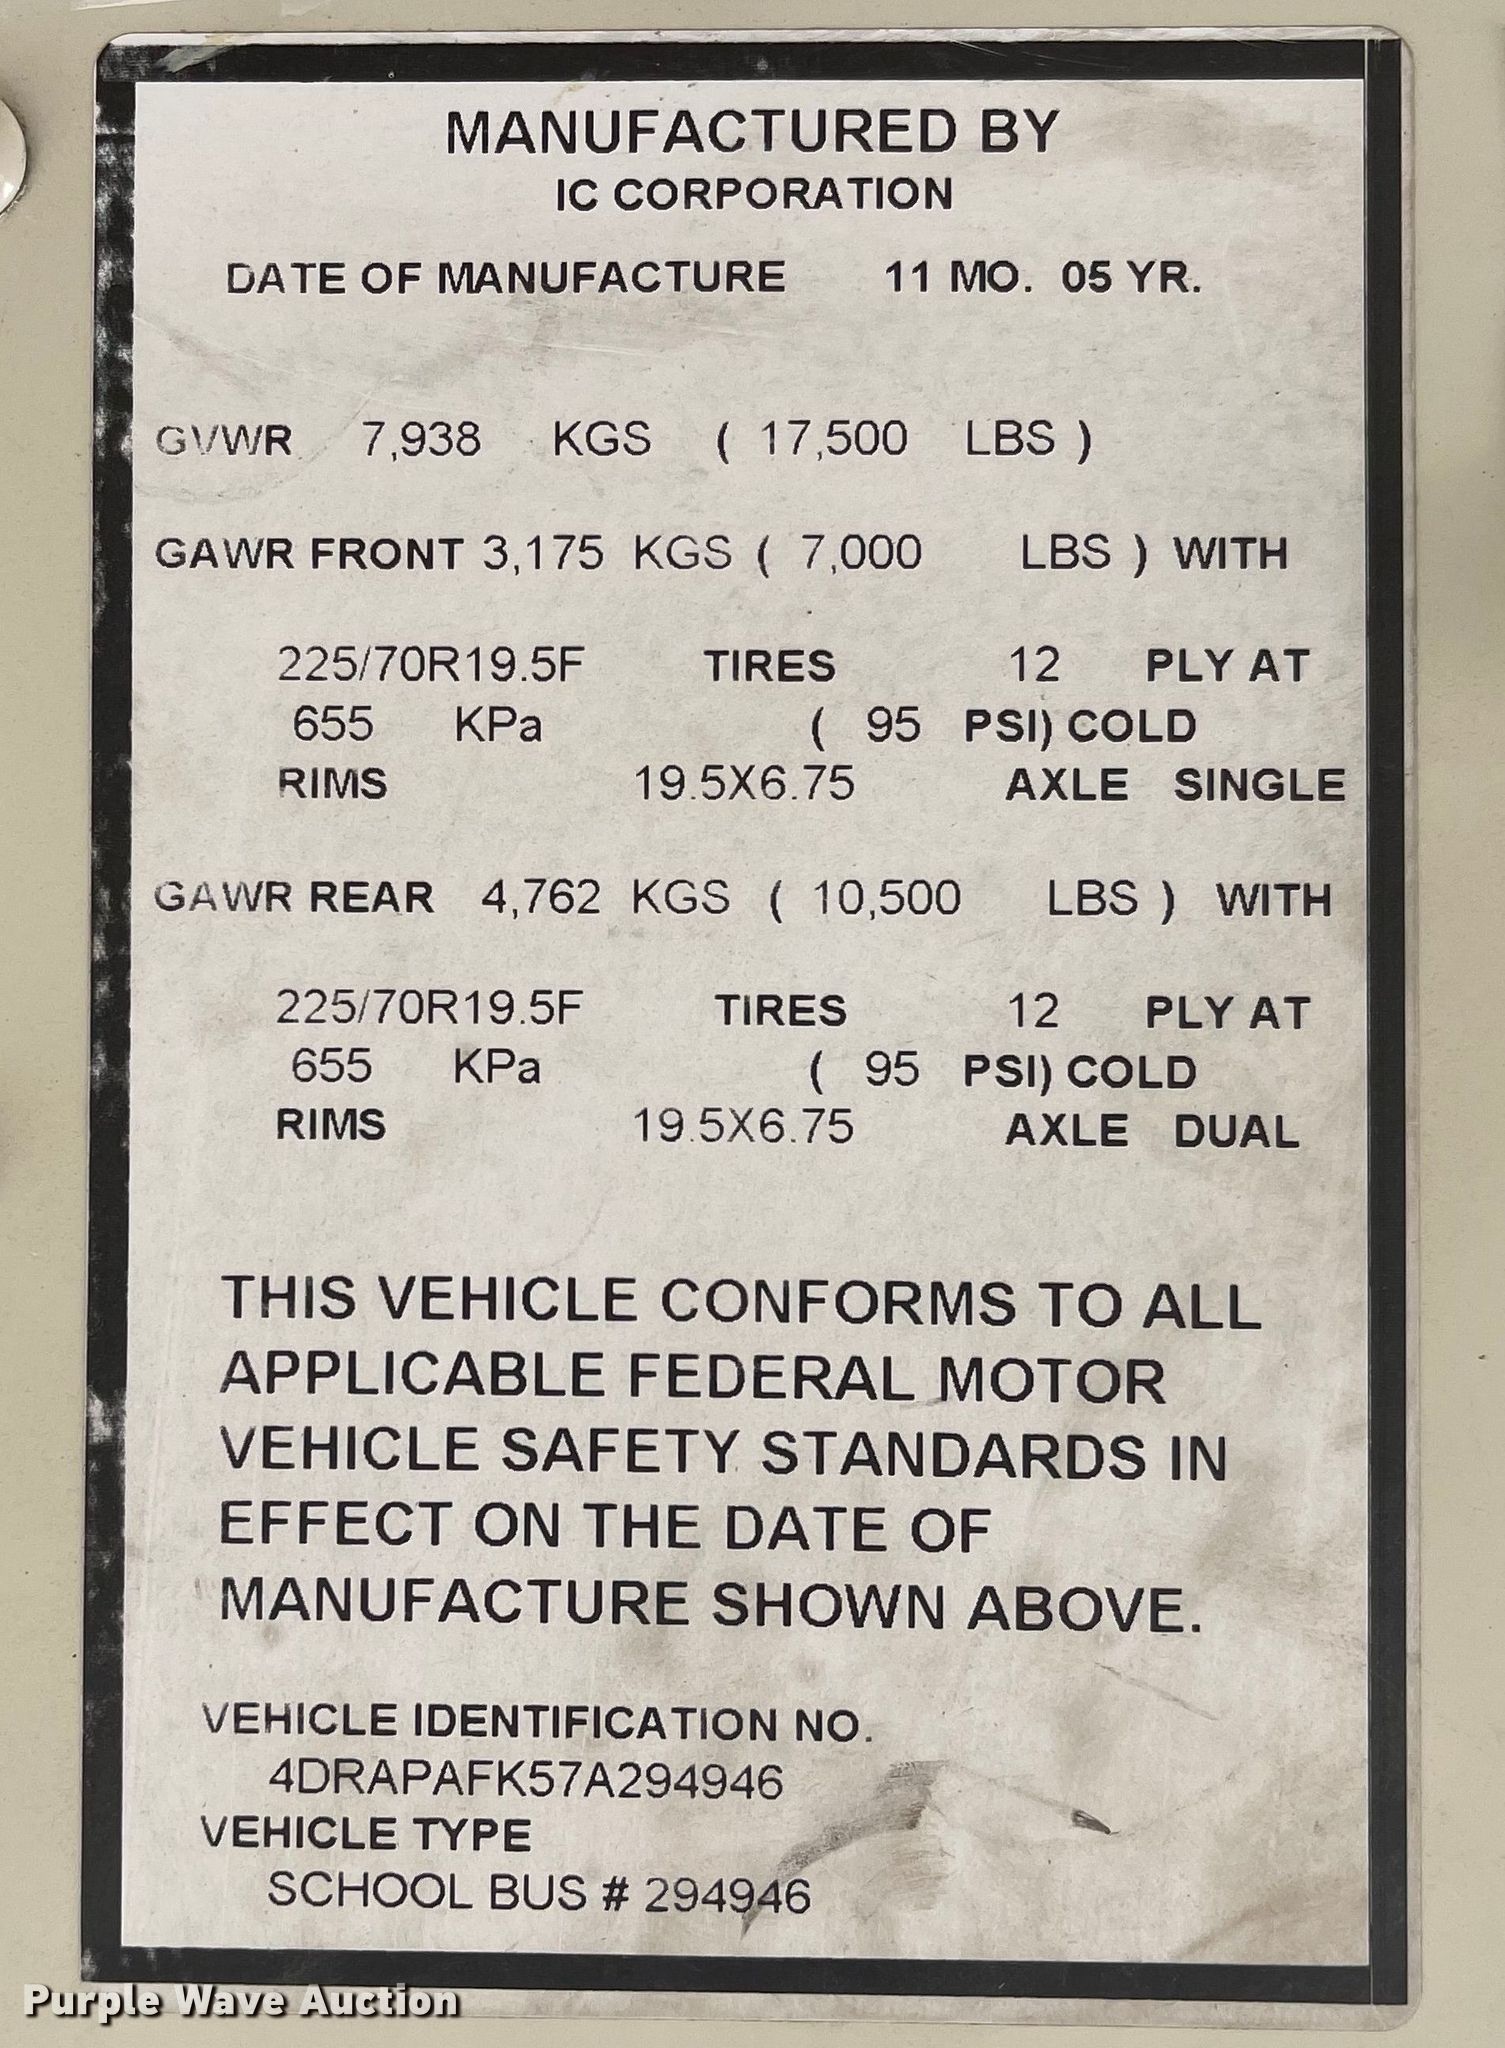 MANUFACTURED BY
IC CORPORATION
DATE OF MANUFACTURE 11 MO. 05 YR.
GVWR 7,938 KGS ( 17,500 LBS )
GAWR FRONT 3,175 KGS ( 7,000 LBS ) WITH
225/70R19.5F TIRES 12 PLY AT
655 KPa ( 95 PSI) COLD
RIMS 19.5X6.75 AXLE SINGLE
GAWR REAR 4,762 KGS ( 10,500 LBS ) WITH
225/70R19.5F TIRES 12 PLY AT
655 KPa ( 95 PSI) COLD
RIMS 19.5X6.75 AXLE DUAL
THIS VEHICLE CONFORMS TO ALL
APPLICABLE FEDERAL MOTOR
VEHICLE SAFETY STANDARDS IN
EFFECT ON THE DATE OF
MANUFACTURE SHOWN ABOVE.
VEHICLE IDENTIFICATION NO.
4DRAPAFK57A294946
VEHICLE TYPE
SCHOOL BUS # 294946
Purple Wave Auction